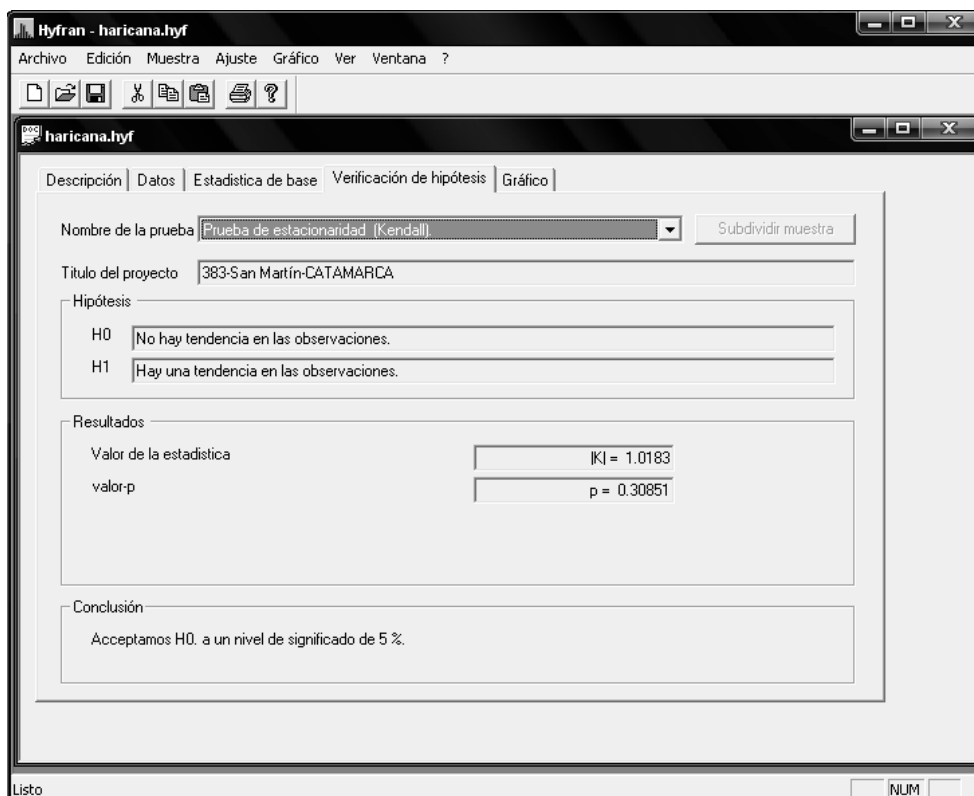 Hyfran - haricana.hyf
Archivo Edición Muestra Ajuste Gráfico Ver Ventana ?
DOC
haricana.hyf
Descripción Datos Estadistica de base Verificación de hipótesis Gráfico
Nombre de la prueba Prueba de estacionaridad (Kendall). Subdividir muestra
Titulo del proyecto 383-San Martín-CATAMARCA
Hipótesis
H0 No hay tendencia en las observaciones.
H1 Hay una tendencia en las observaciones.
Resultados
Valor de la estadistica |K| = 1.0183
valor-p p = 0.30851
Conclusión
Acceptamos H0. a un nivel de significado de 5 %.
Listo NUM